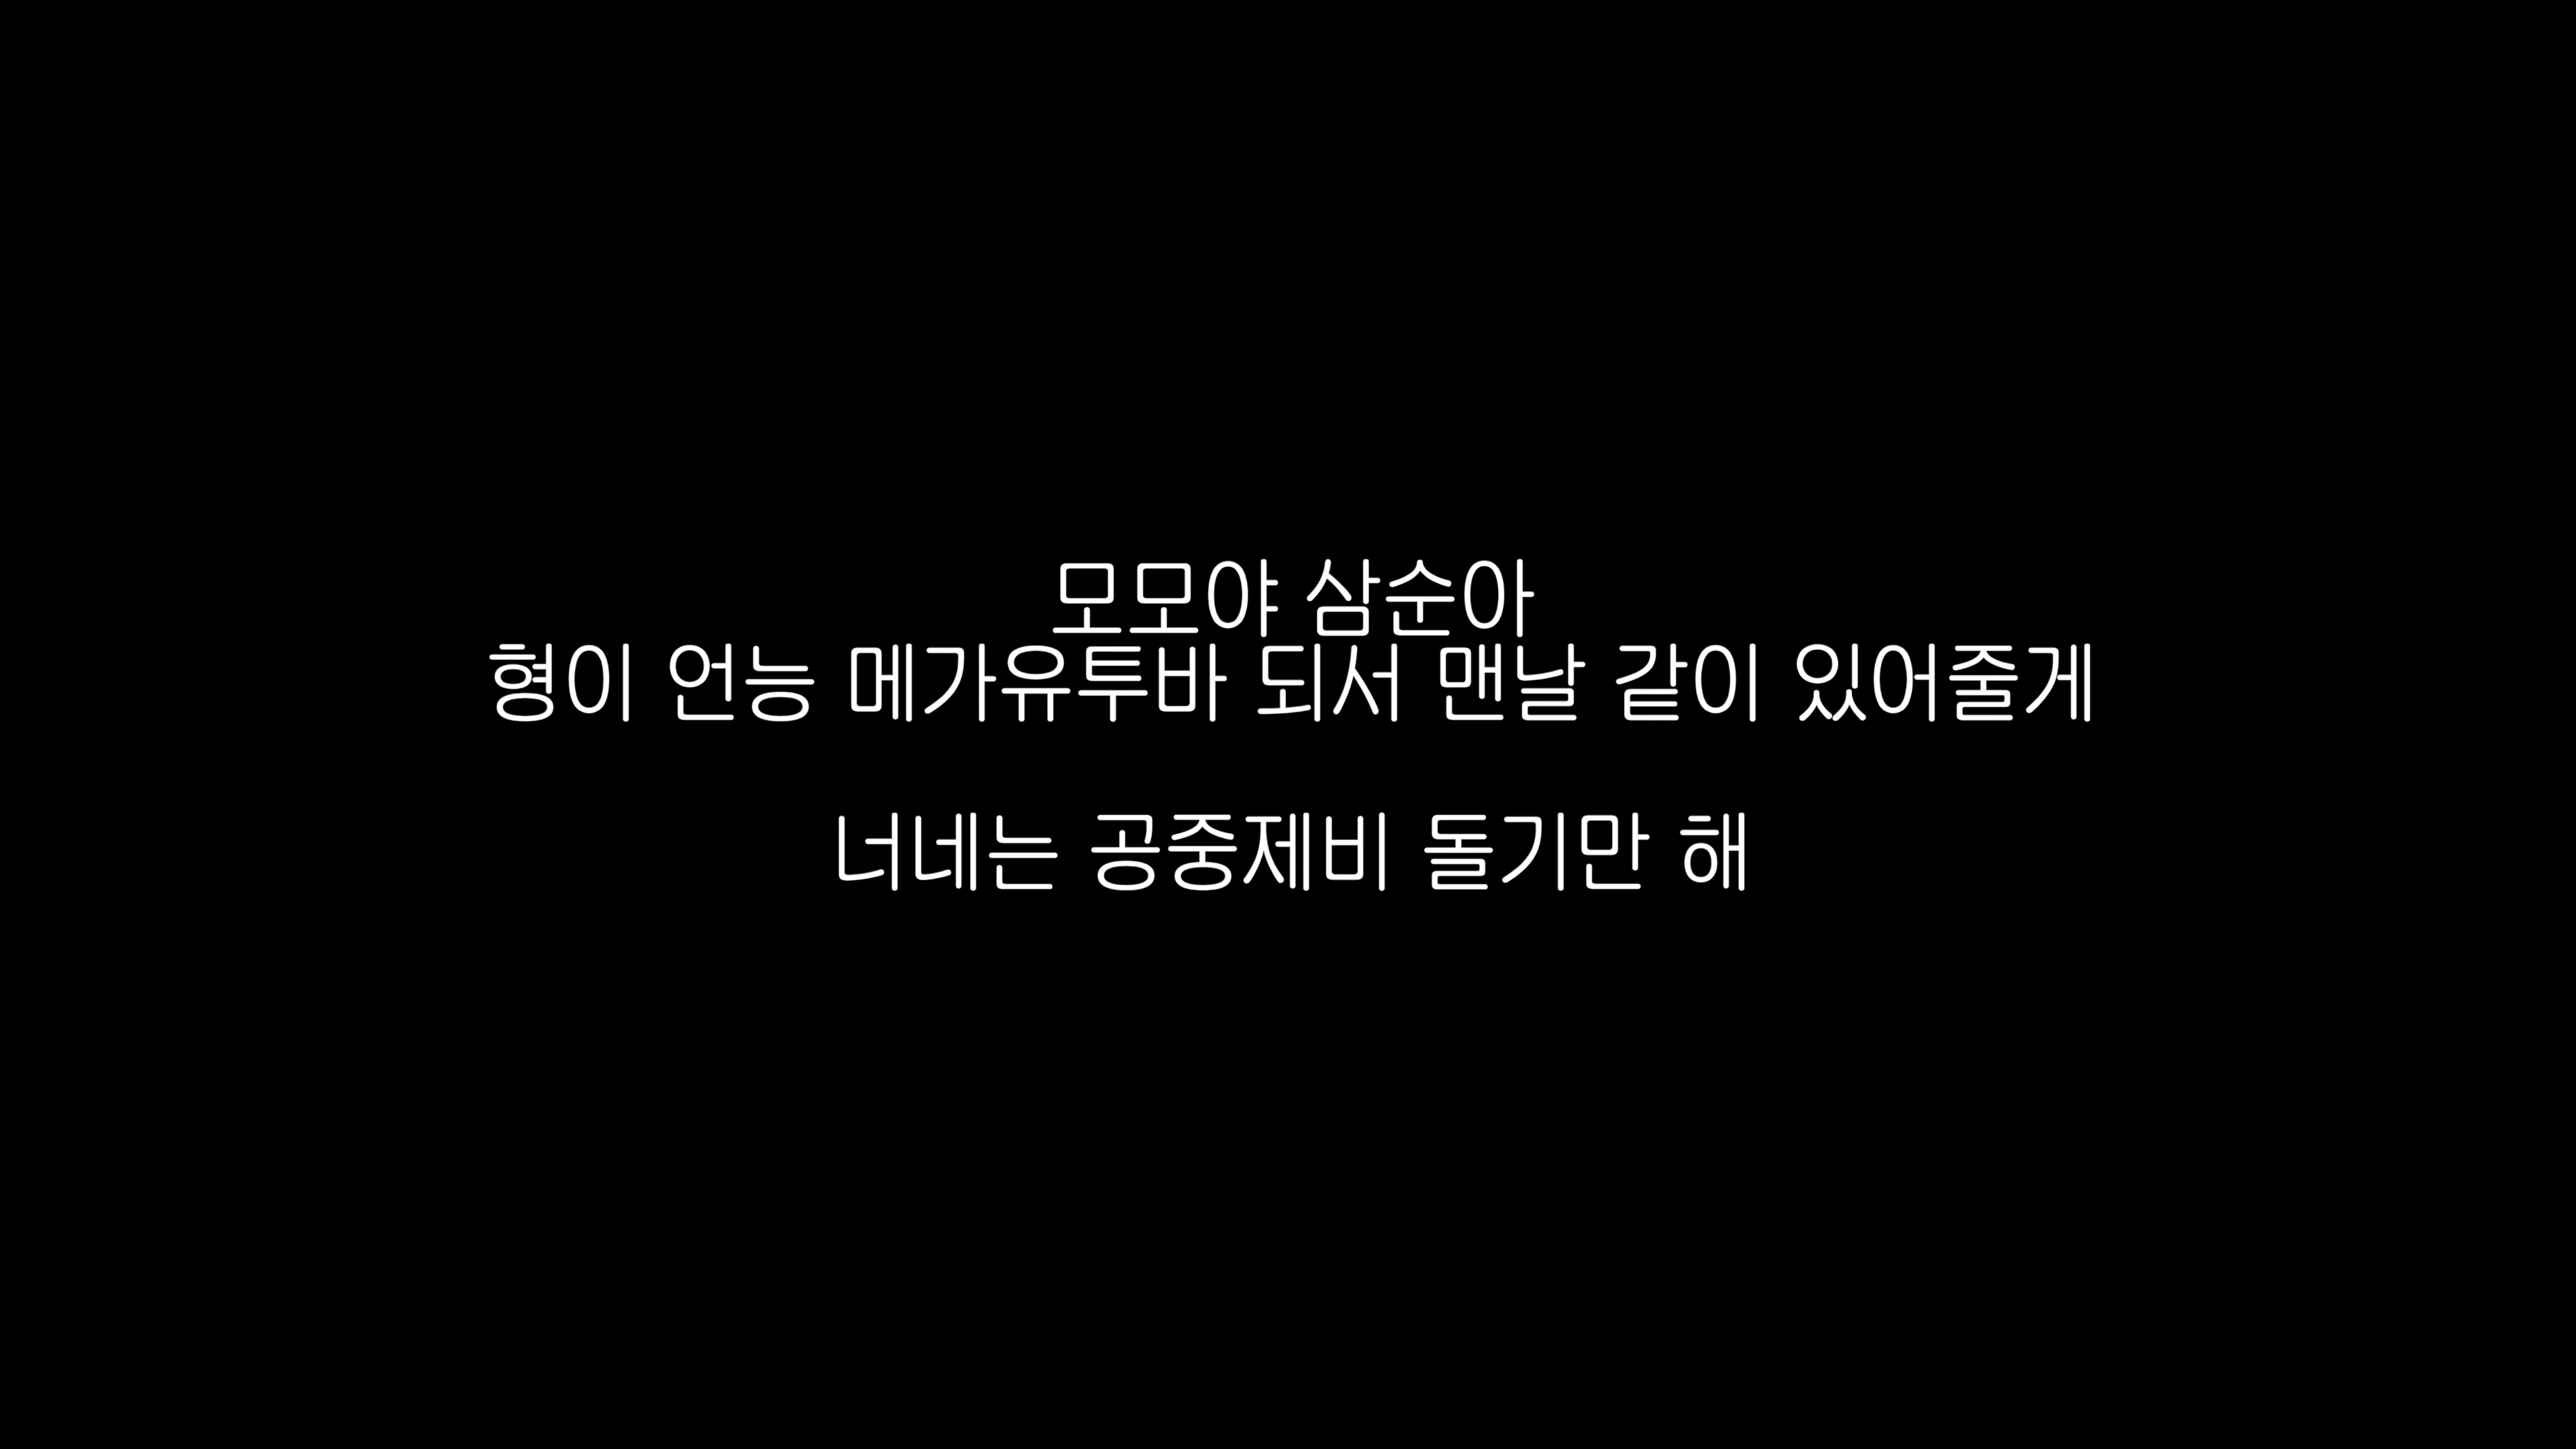 모모야 삼순아
형이 언능 메가유투바 되서 맨날 같이 있어줄게
너네는 공중제비 돌기만 해